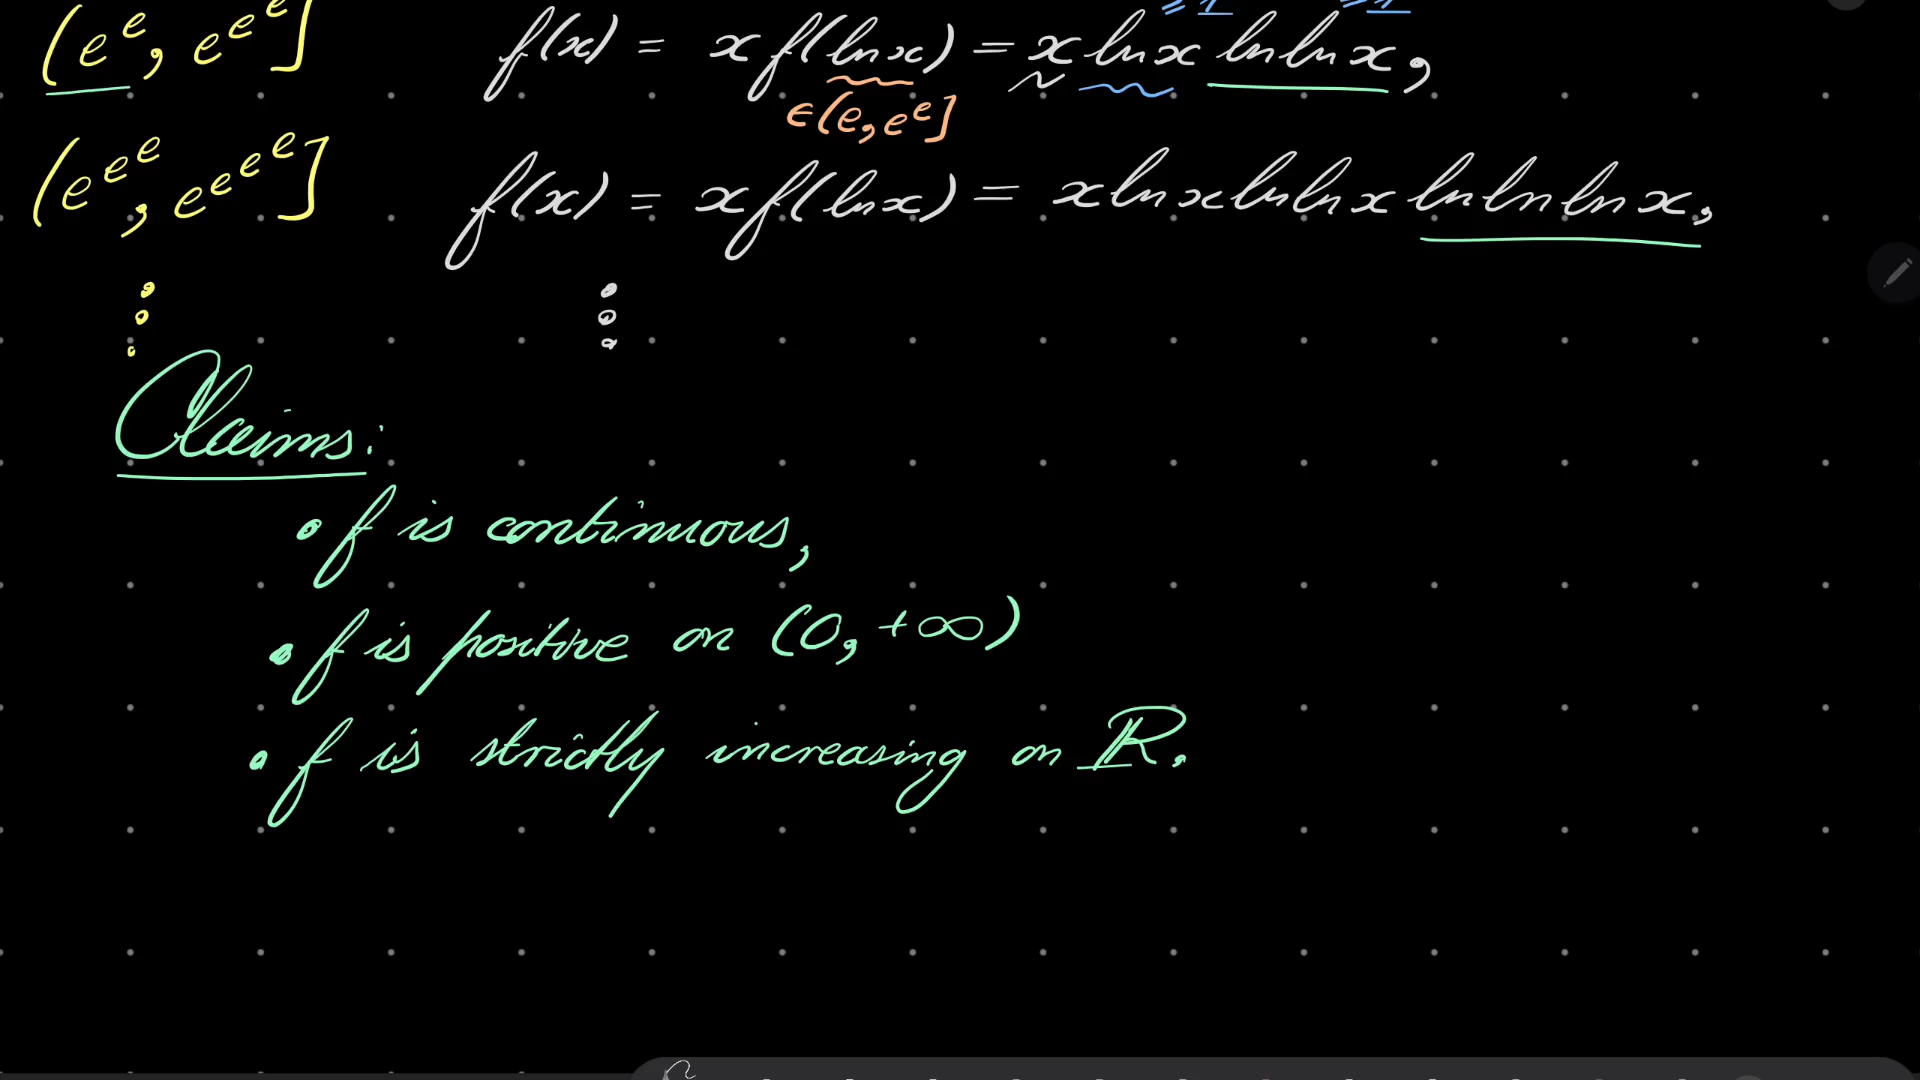 (e^e, e^{e^e}] f(x) = x f(ln x) = x ln x ln ln x,
∈(e, e^e]
(e^{e^e}, e^{e^{e^e}}] f(x) = x f(ln x) = x ln x ln ln x ln ln ln x,
Claims:
• f is continuous,
• f is positive on (0, +∞)
• f is strictly increasing on ℝ.